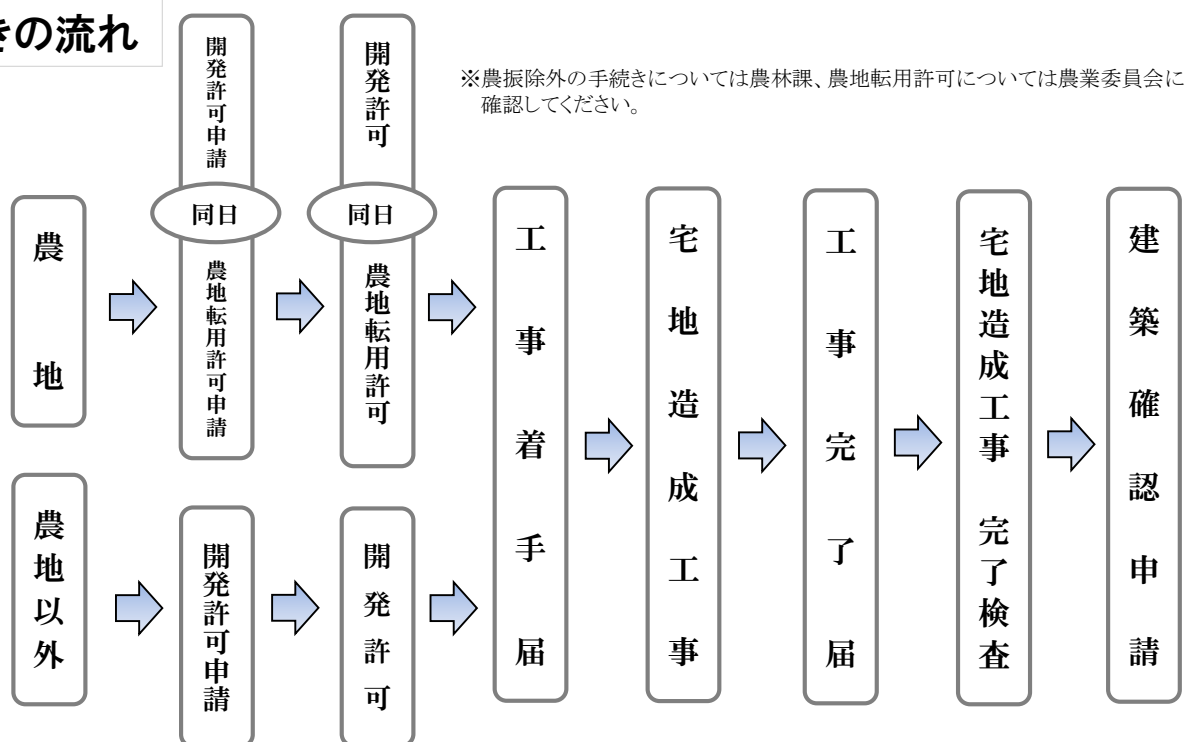 きの流れ
※農振除外の手続きについては農林課、農地転用許可については農業委員会に
確認してください。
農地
開発許可申請
同日
農地転用許可申請
開発許可
同日
農地転用許可
農地以外
開発許可申請
開発許可
工事着手届
宅地造成工事
工事完了届
宅地造成工事 完了検査
建築確認申請